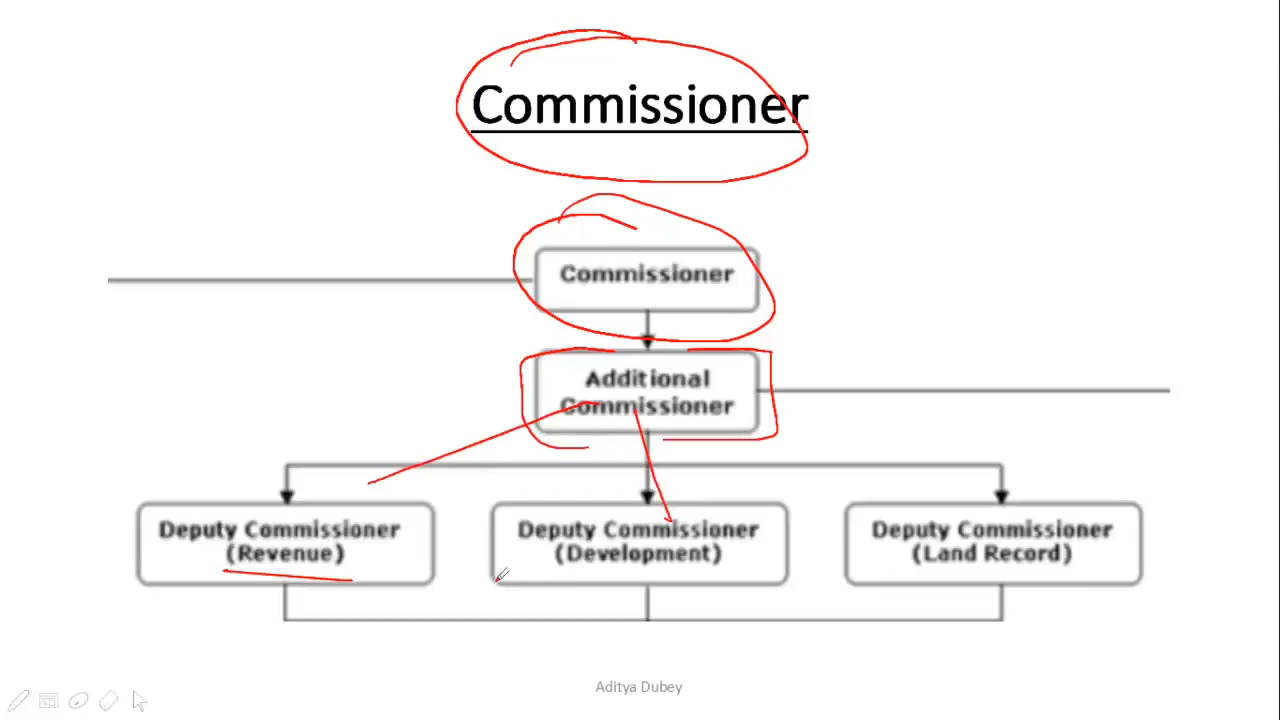 Commissioner
Commissioner
Additional
Commissioner
Deputy Commissioner
(Revenue)
Deputy Commissioner
(Development)
Deputy Commissioner
(Land Record)
Aditya Dubey